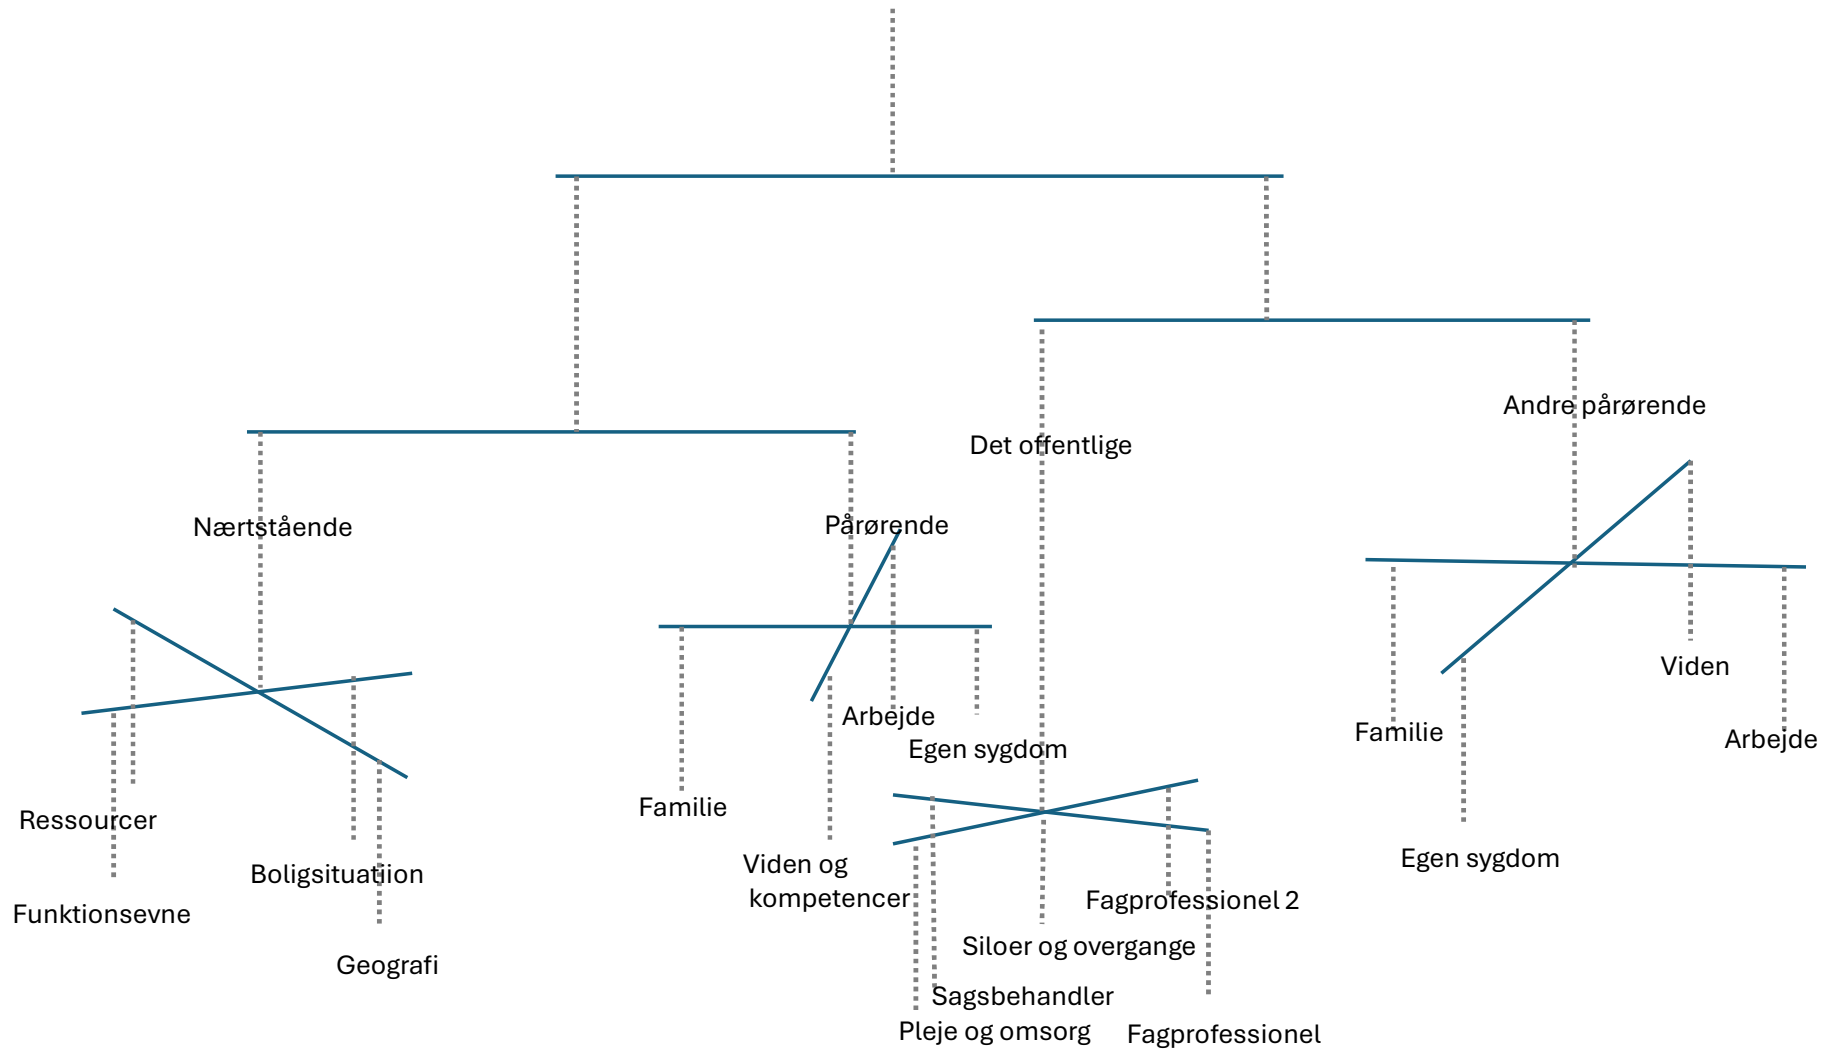 Andre pårørende
Det offentlige
Nærtstående
Pårørende
Viden
Arbejde
Familie
Arbejde
Egen sygdom
Familie
Ressourcer
Egen sygdom
Viden og
kompetencer
Boligsituatiion
Fagprofessionel 2
Funktionsevne
Siloer og overgange
Geografi
Sagsbehandler
Pleje og omsorg
Fagprofessionel